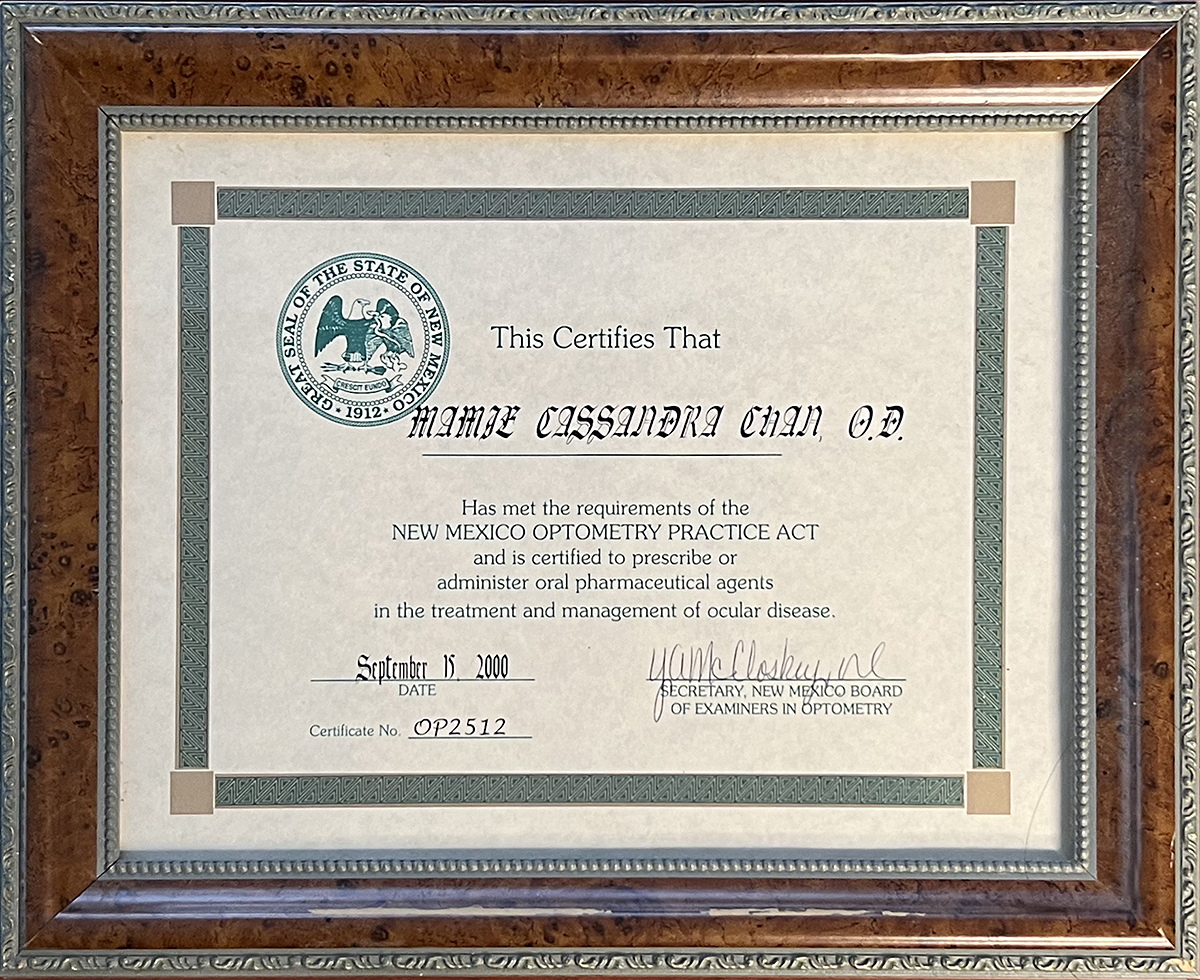 GREAT SEAL OF THE STATE OF NEW MEXICO
CRESCIT EUNDO
1912
This Certifies That
MAMIE CASSANDRA CHAN, O.D.
Has met the requirements of the
NEW MEXICO OPTOMETRY PRACTICE ACT
and is certified to prescribe or
administer oral pharmaceutical agents
in the treatment and management of ocular disease.
September 15, 2000
DATE
Certificate No. OP2512
SECRETARY, NEW MEXICO BOARD
OF EXAMINERS IN OPTOMETRY